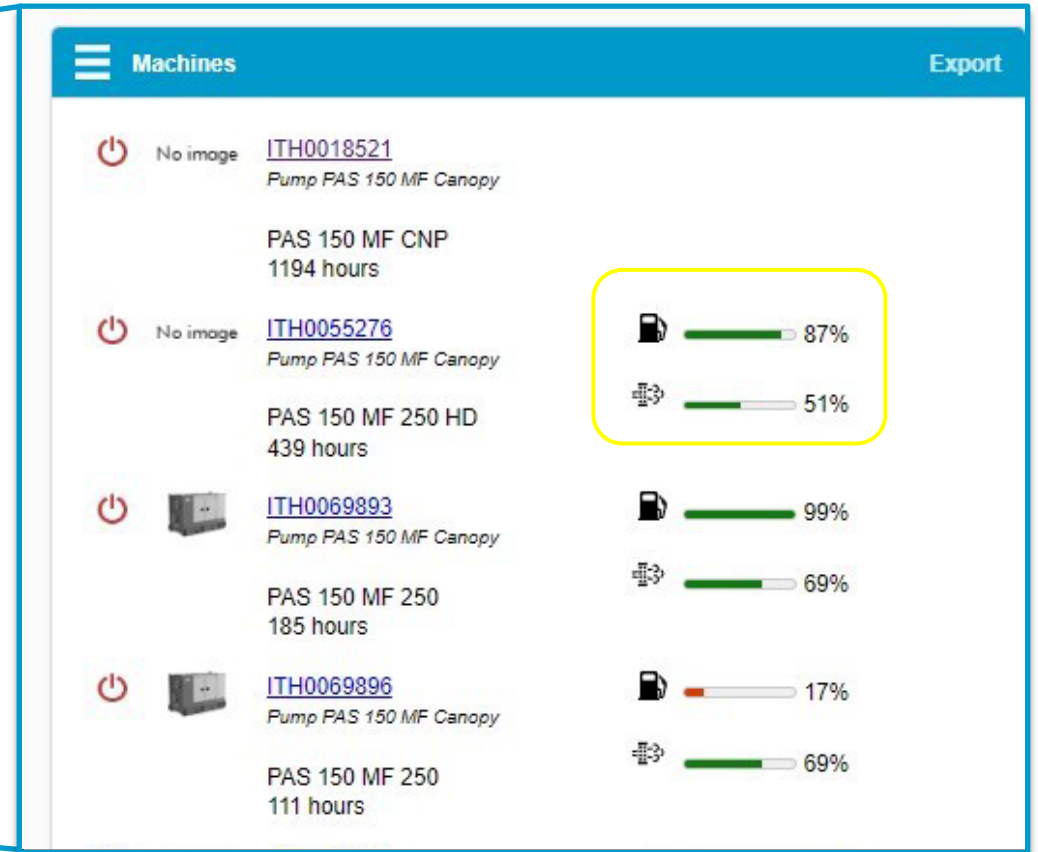 Machines Export
No image ITH0018521
Pump PAS 150 MF Canopy
PAS 150 MF CNP
1194 hours
No image ITH0055276 87%
Pump PAS 150 MF Canopy
51%
PAS 150 MF 250 HD
439 hours
ITH0069893 99%
Pump PAS 150 MF Canopy
69%
PAS 150 MF 250
185 hours
ITH0069896 17%
Pump PAS 150 MF Canopy
69%
PAS 150 MF 250
111 hours